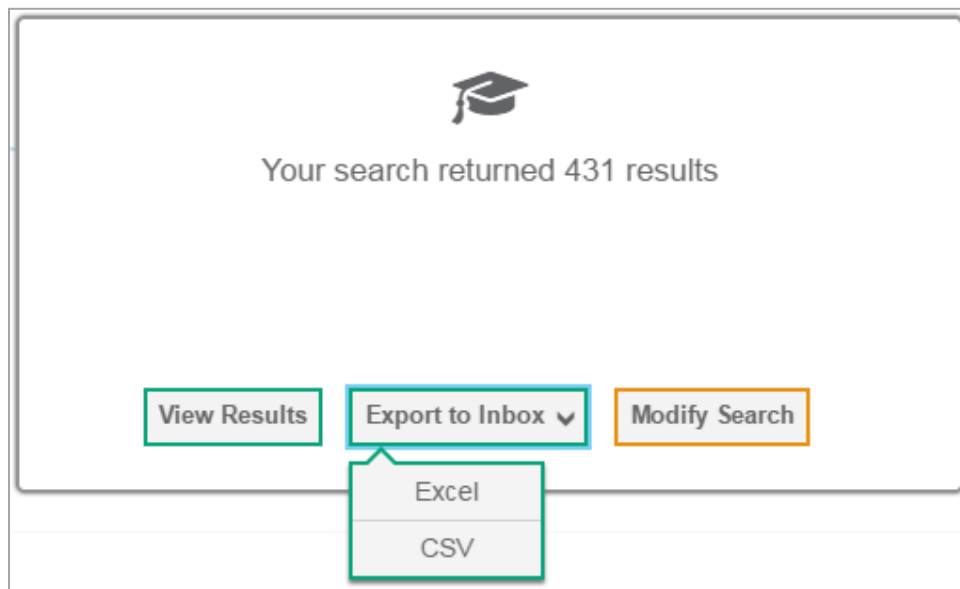 Your search returned 431 results
View Results
Export to Inbox
Modify Search
Excel
CSV